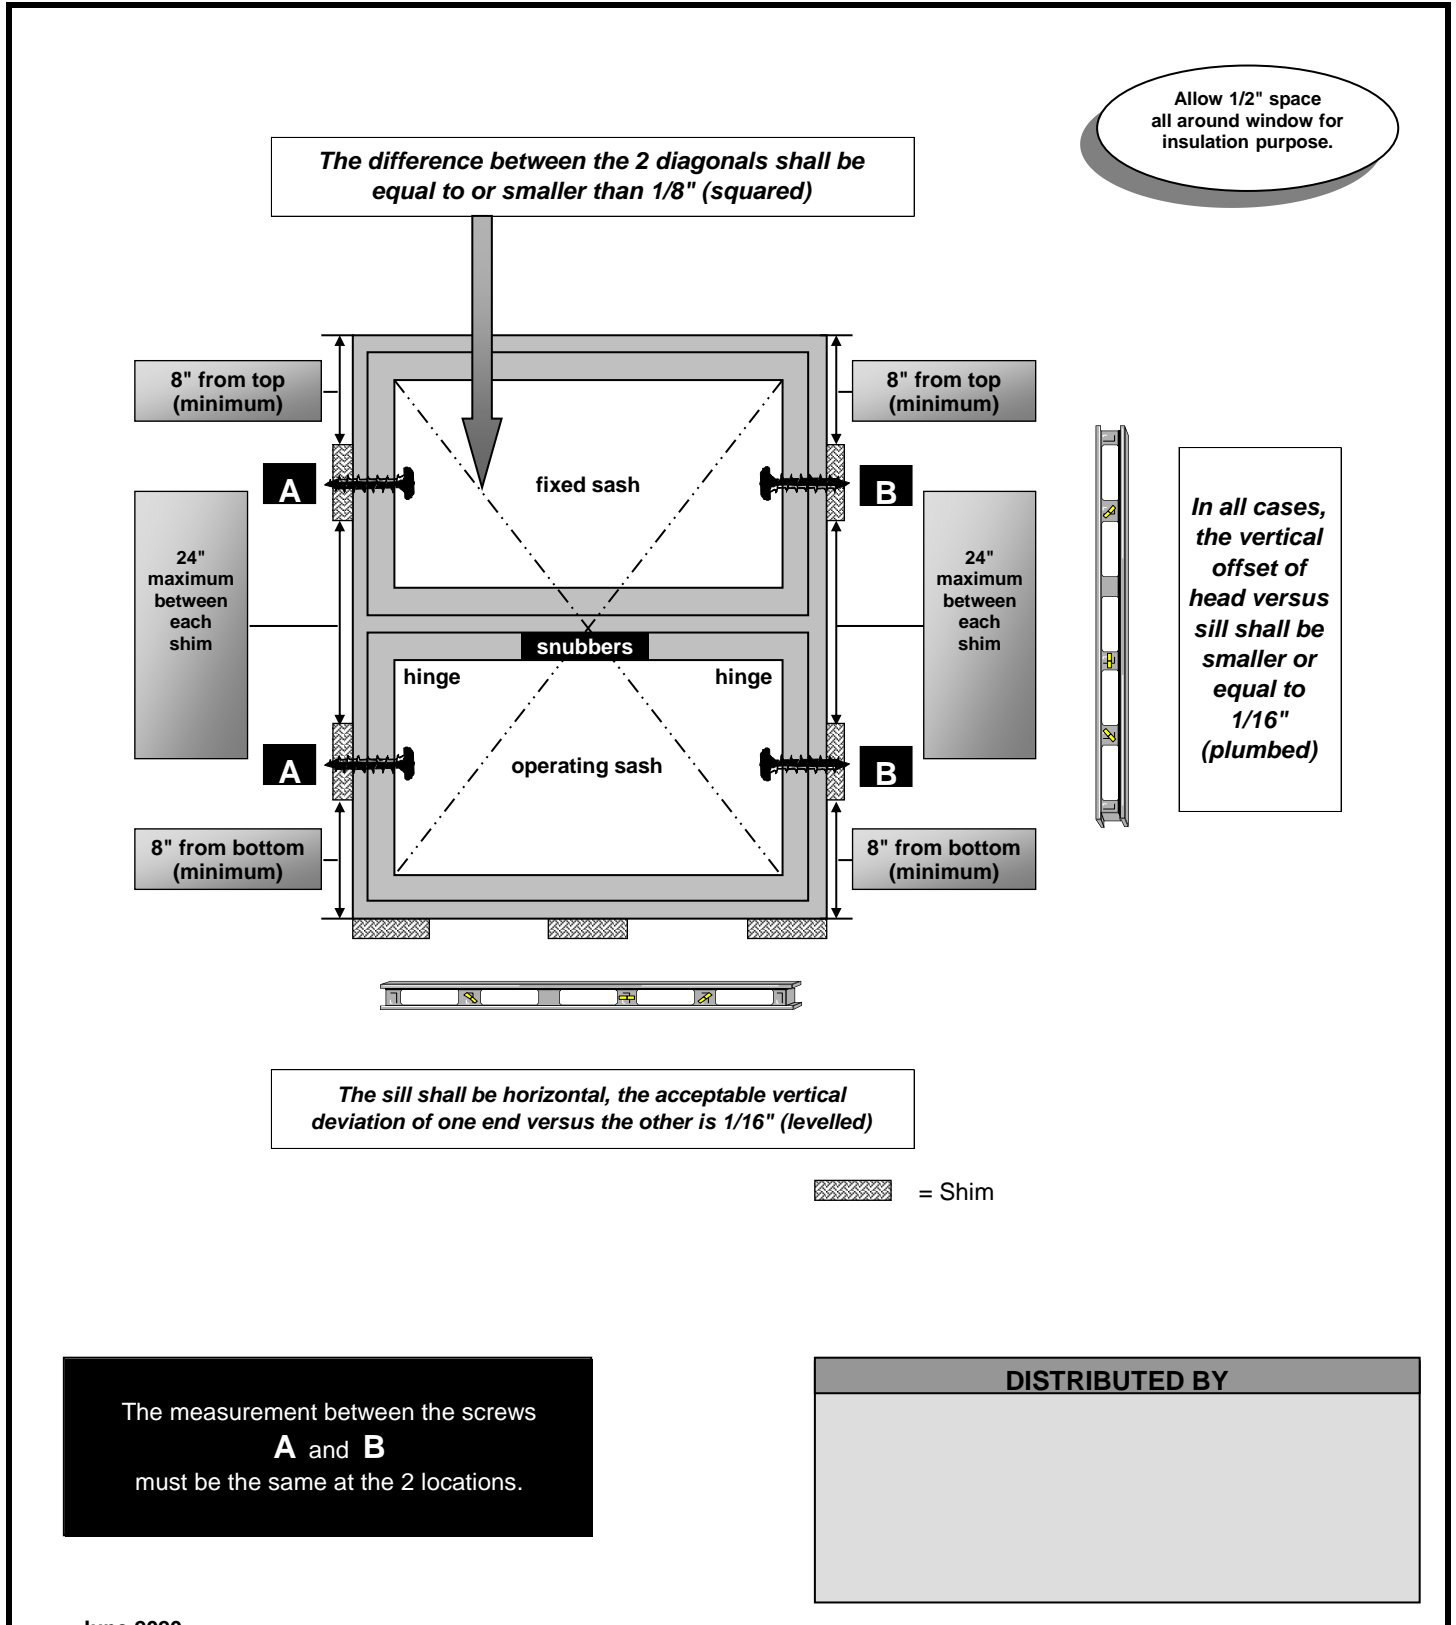 Allow 1/2" space
all around window for
insulation purpose.
The difference between the 2 diagonals shall be
equal to or smaller than 1/8" (squared)
8" from top
(minimum)
8" from top
(minimum)
A
fixed sash
B
24"
maximum
between
each
shim
24"
maximum
between
each
shim
In all cases,
the vertical
offset of
head versus
sill shall be
smaller or
equal to
1/16"
(plumbed)
snubbers
hinge
hinge
A
operating sash
B
8" from bottom
(minimum)
8" from bottom
(minimum)
The sill shall be horizontal, the acceptable vertical
deviation of one end versus the other is 1/16" (levelled)
= Shim
The measurement between the screws
A and B
must be the same at the 2 locations.
DISTRIBUTED BY